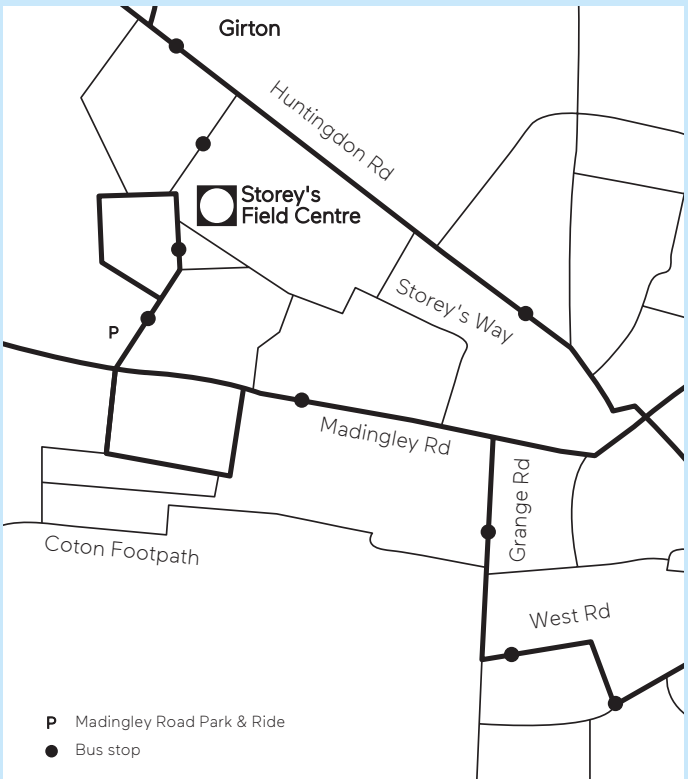 Girton
Huntingdon Rd
Storey's
Field Centre
Storey's Way
P
Madingley Rd
Grange Rd
Coton Footpath
West Rd
P Madingley Road Park & Ride
Bus stop